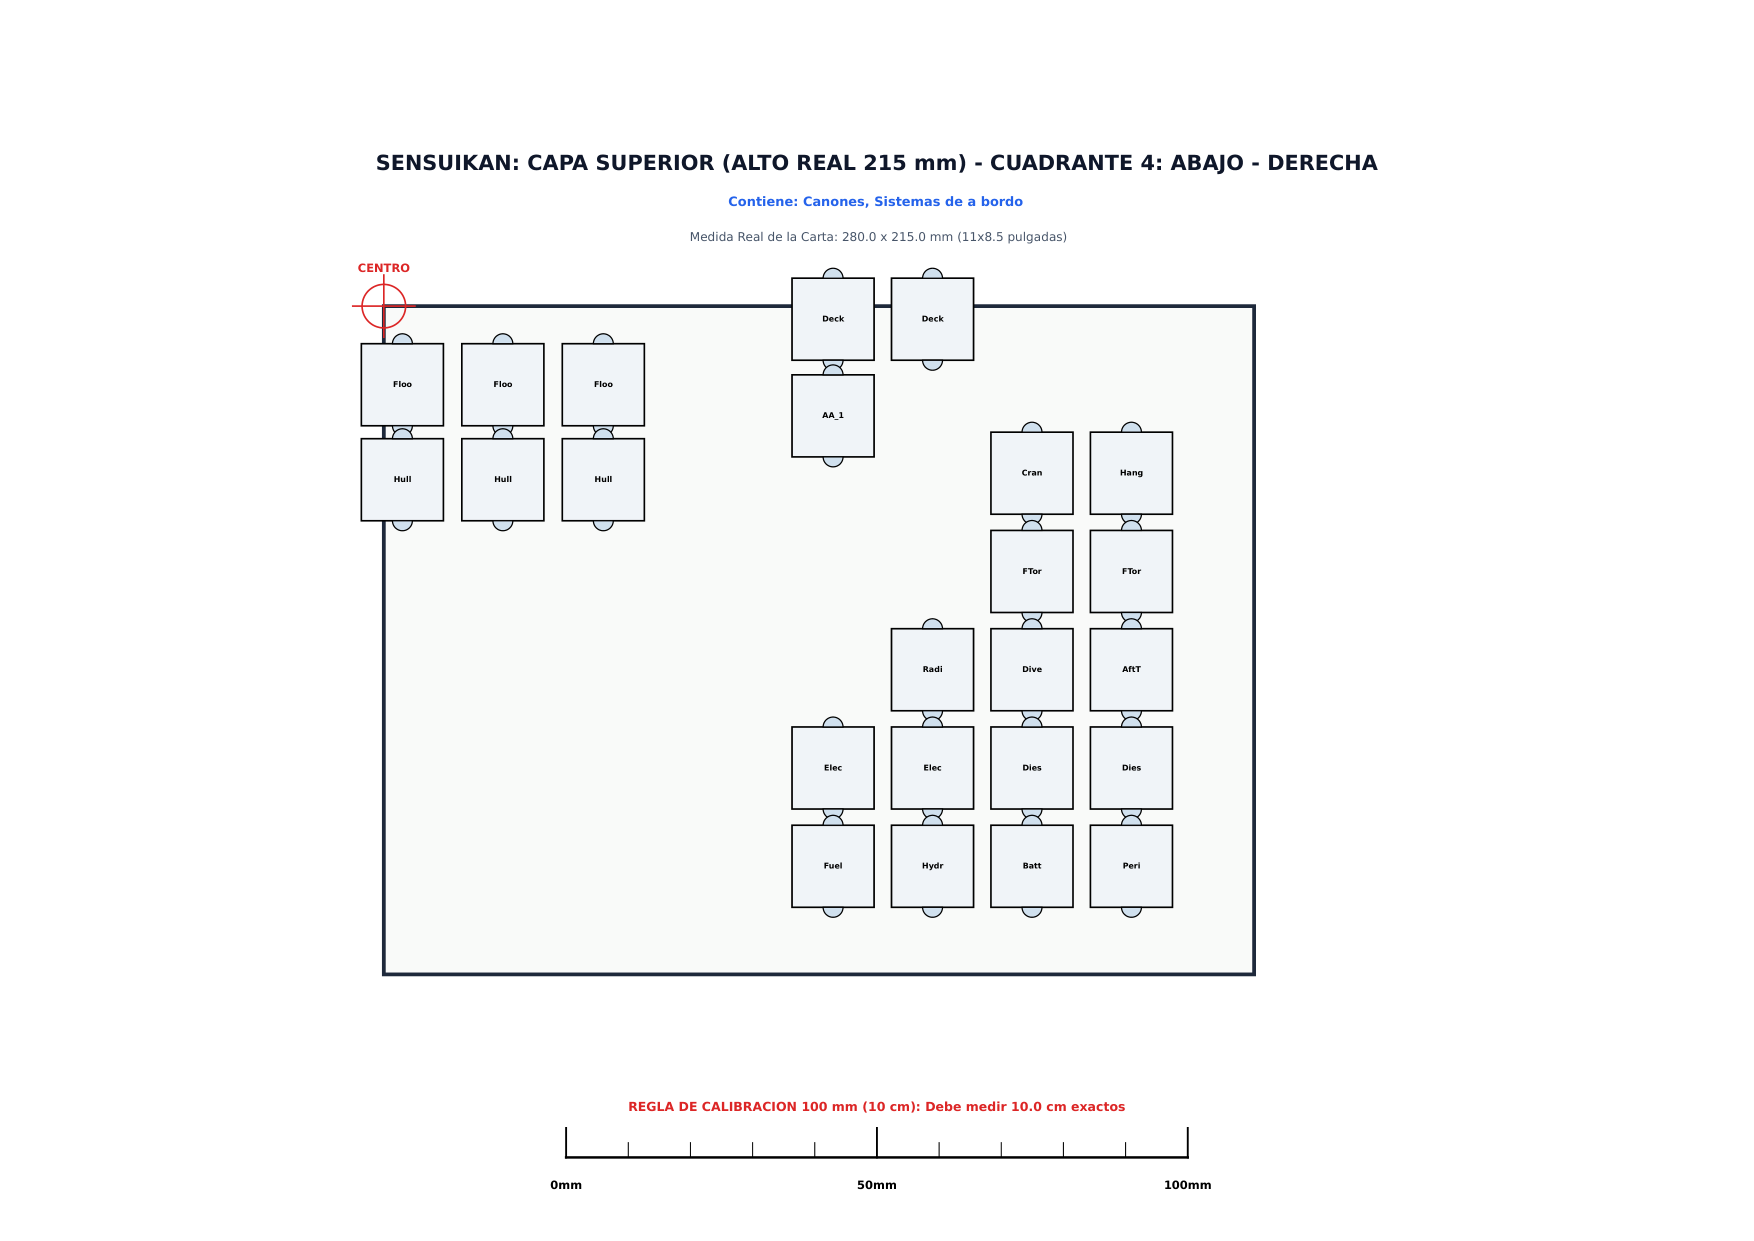 SENSUIKAN: CAPA SUPERIOR (ALTO REAL 215 mm) - CUADRANTE 4: ABAJO - DERECHA
Contiene: Canones, Sistemas de a bordo
Medida Real de la Carta: 280.0 x 215.0 mm (11x8.5 pulgadas)
CENTRO
Deck Deck
Floo Floo Floo
AA_1
Cran Hang
Hull Hull Hull
FTor FTor
Radi Dive AftT
Elec Elec Dies Dies
Fuel Hydr Batt Peri
REGLA DE CALIBRACION 100 mm (10 cm): Debe medir 10.0 cm exactos
0mm 50mm 100mm